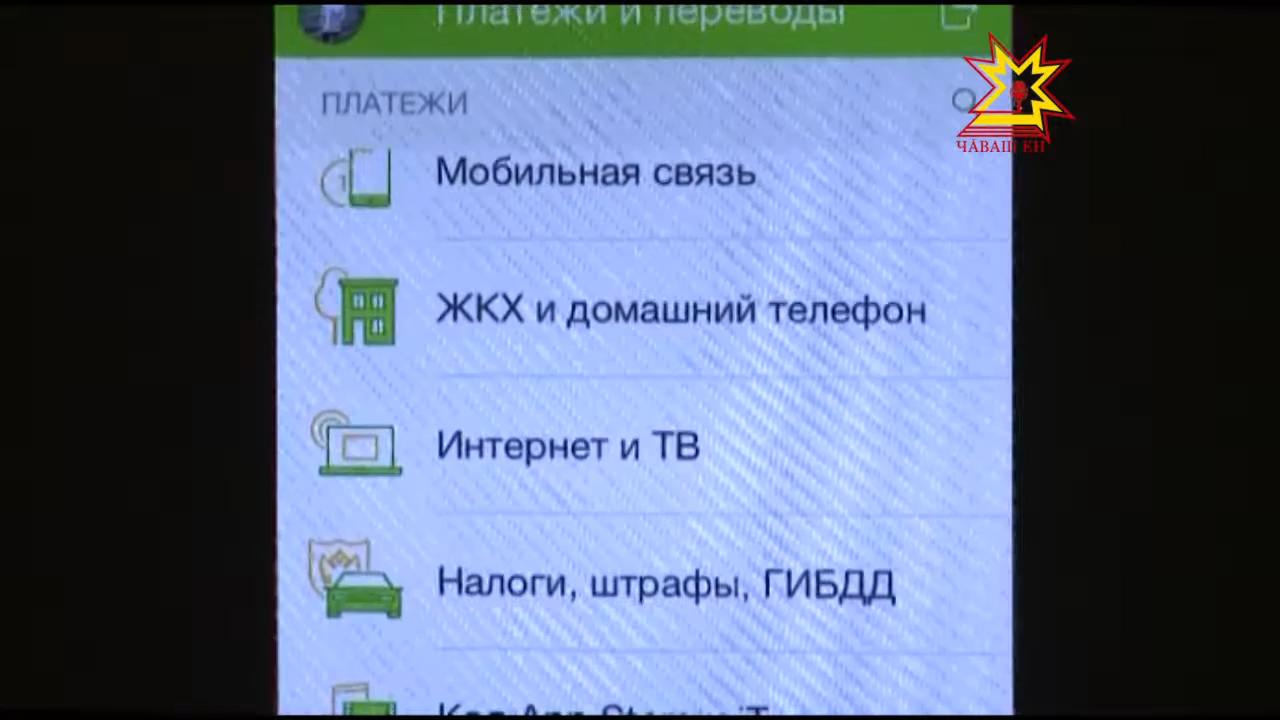 Платежи и переводы
ПЛАТЕЖИ
ЧĂВАШ ЕН
Мобильная связь
ЖКХ и домашний телефон
Интернет и ТВ
Налоги, штрафы, ГИБДД